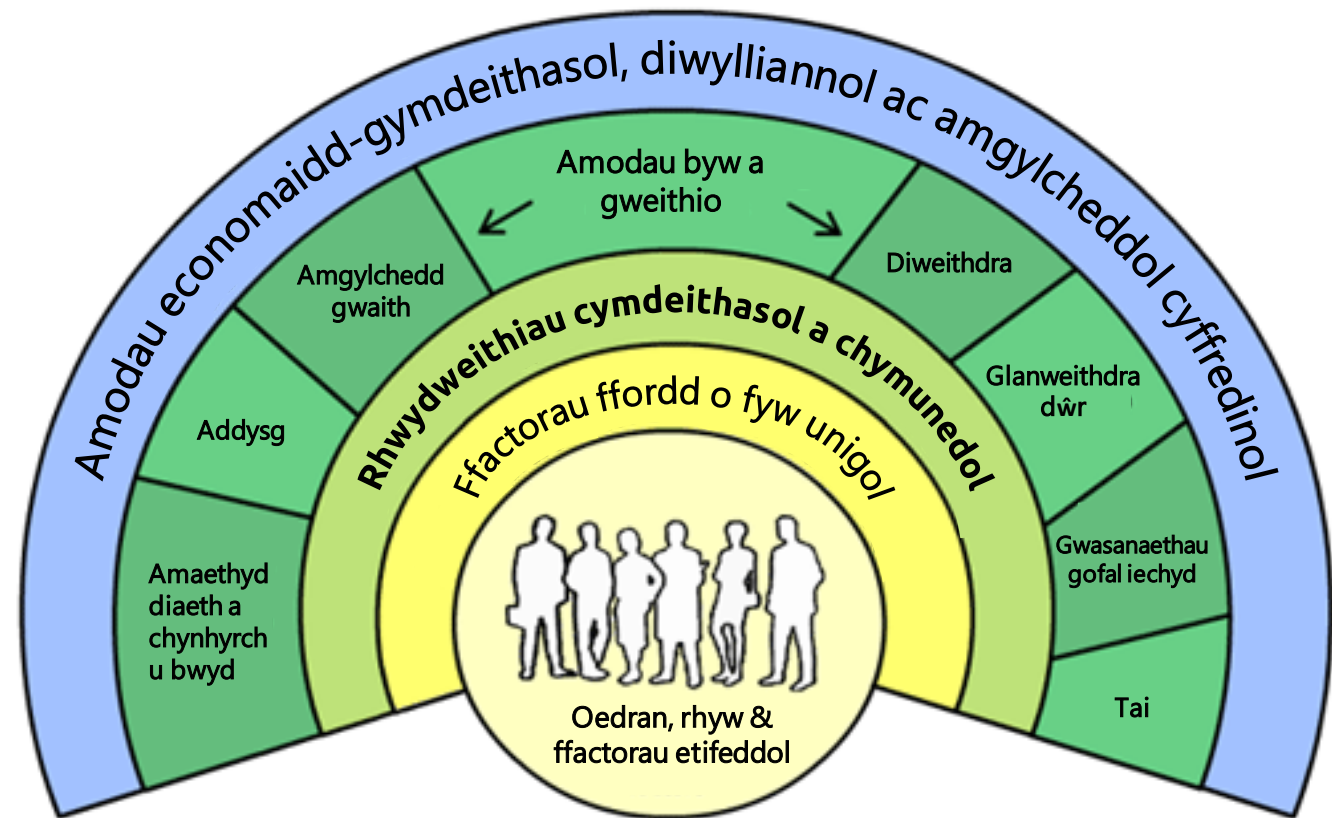 Amodau economaidd-gymdeithasol, diwylliannol ac amgylcheddol cyffredinol
Amodau byw a
gweithio
Amgylchedd
gwaith
Addysg
Amaethyd
diaeth a
chynhyrch
u bwyd
Diweithdra
Glanweithdra
dŵr
Gwasanaethau
gofal iechyd
Tai
Rhwydweithiau cymdeithasol a chymunedol
Ffactorau ffordd o fyw unigol
Oedran, rhyw &
ffactorau etifeddol